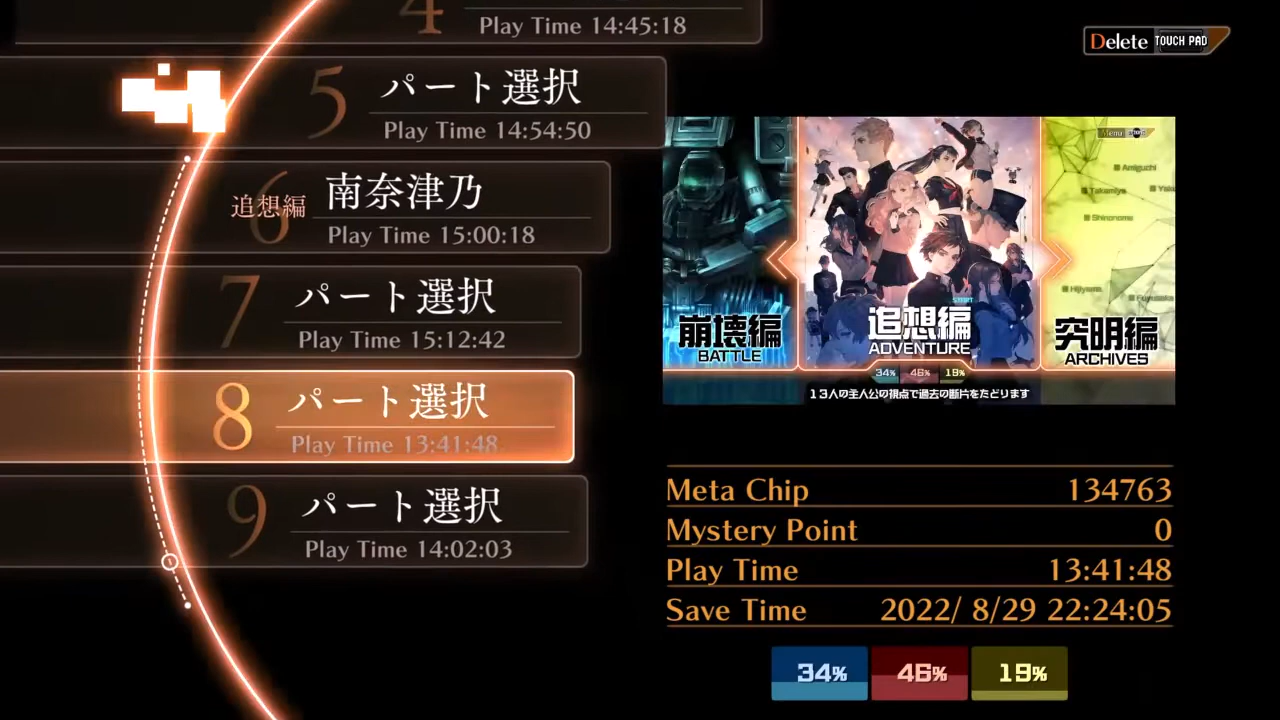 4
Play Time 14:45:18
Delete TOUCH PAD
5
パート選択
Play Time 14:54:50
6
追想編
南奈津乃
Play Time 15:00:18
7
パート選択
Play Time 15:12:42
8
パート選択
Play Time 13:41:48
9
パート選択
Play Time 14:02:03
Menu
Amiguchi
Takamiya
Shinonome
Hijiyama
崩壊編
BATTLE
START
追想編
ADVENTURE
究明編
ARCHIVES
34% 46% 19%
13人の主人公の視点で過去の断片をたどります
Meta Chip 134763
Mystery Point 0
Play Time 13:41:48
Save Time 2022/ 8/29 22:24:05
34% 46% 19%